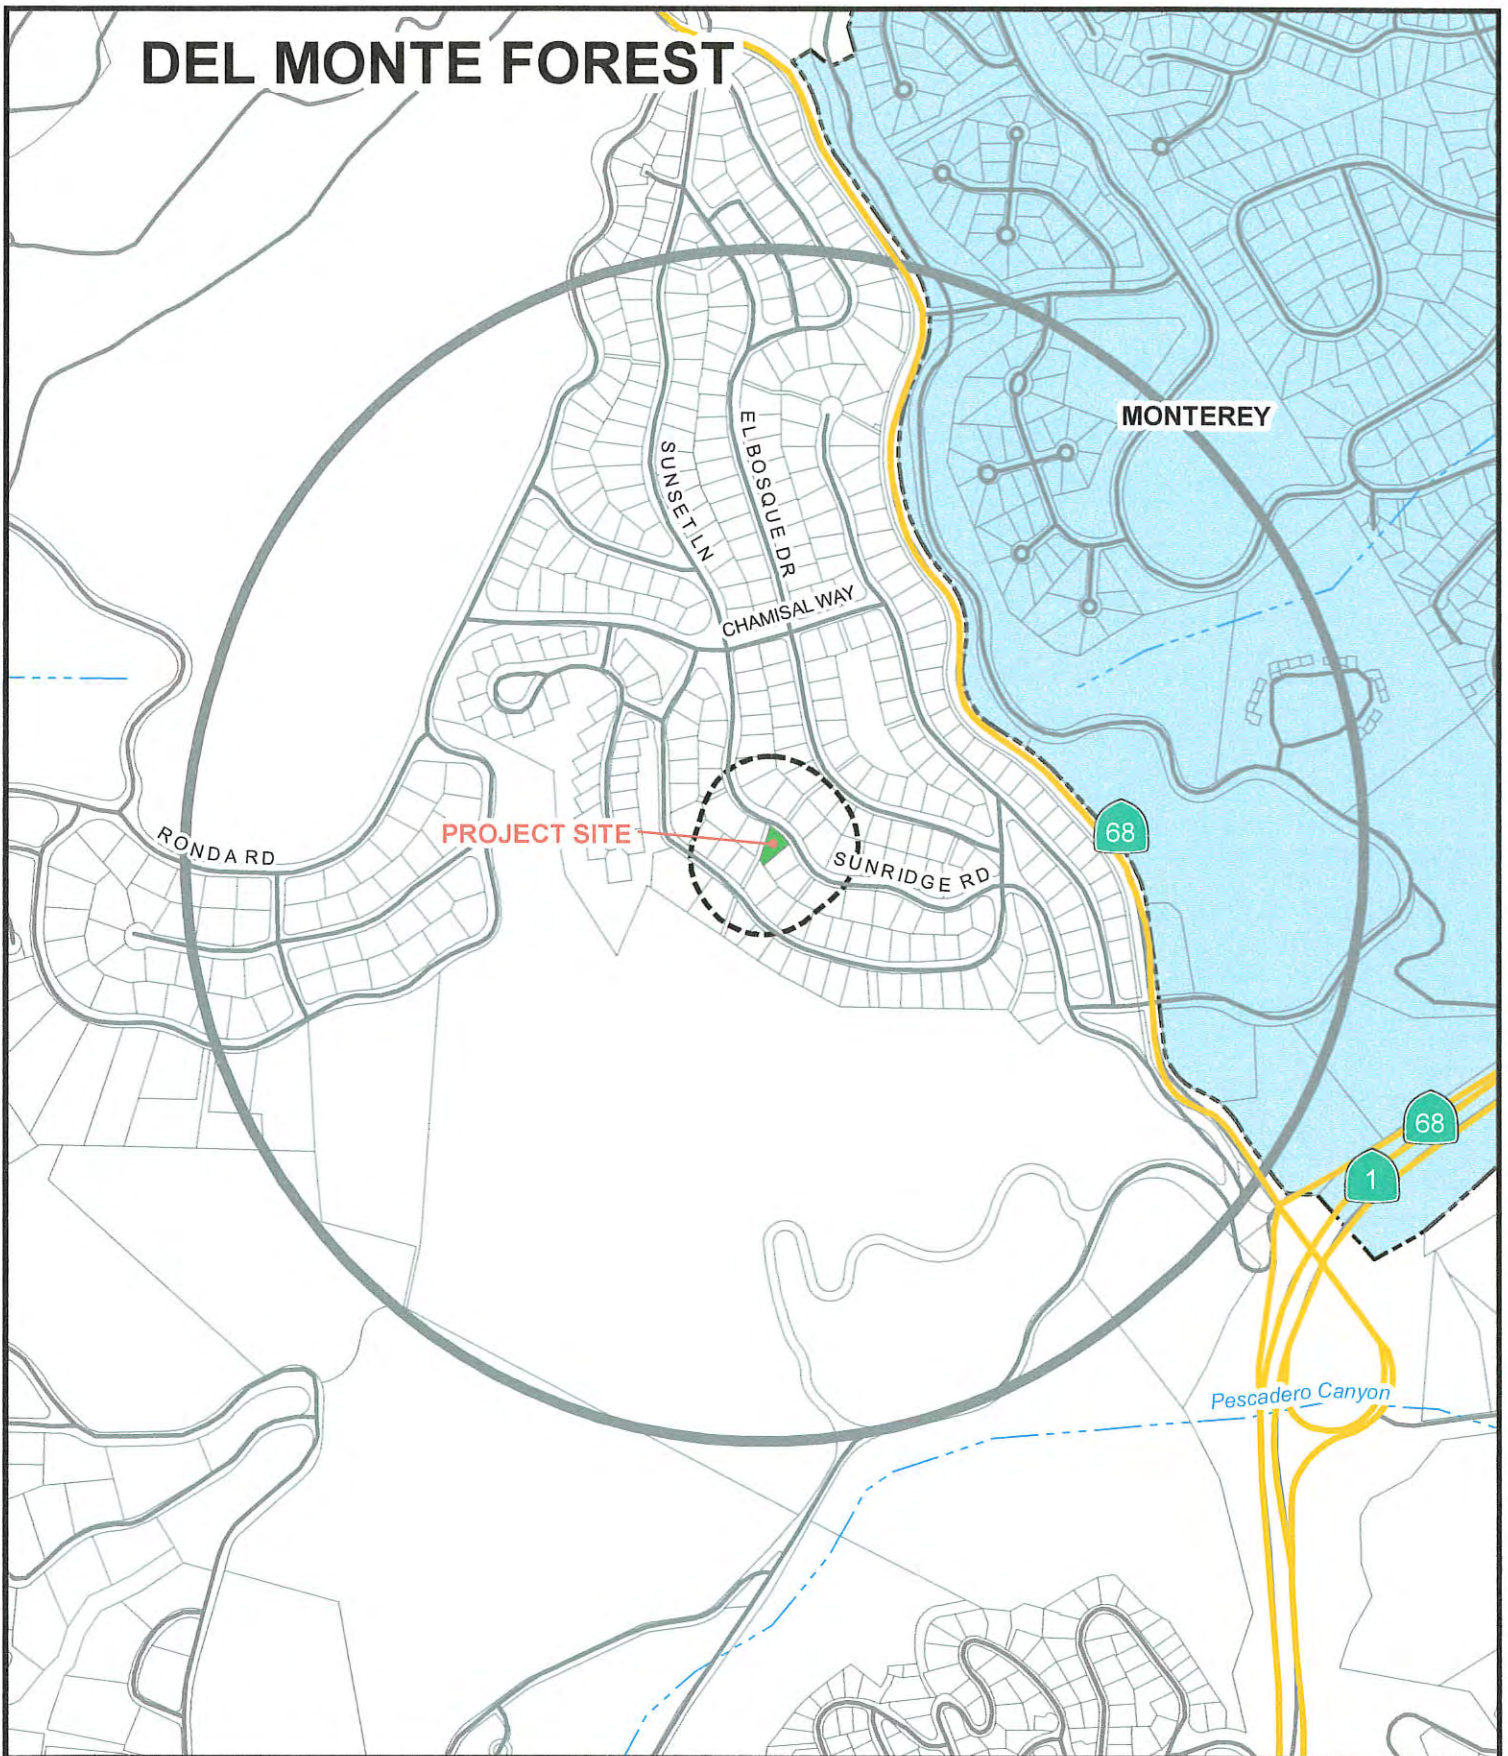 DEL MONTE FOREST
MONTEREY
SUNSET LN
EL BOSQUE DR
CHAMISAL WAY
PROJECT SITE
68
RONDA RD
SUNRIDGE RD
68
1
Pescadero Canyon